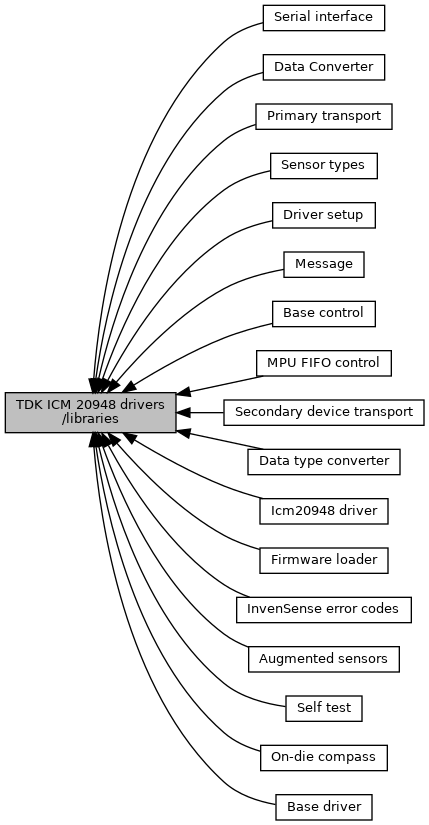 Serial interface
Data Converter
Primary transport
Sensor types
Driver setup
Message
Base control
MPU FIFO control
TDK ICM 20948 drivers
/libraries
Secondary device transport
Data type converter
Icm20948 driver
Firmware loader
InvenSense error codes
Augmented sensors
Self test
On-die compass
Base driver